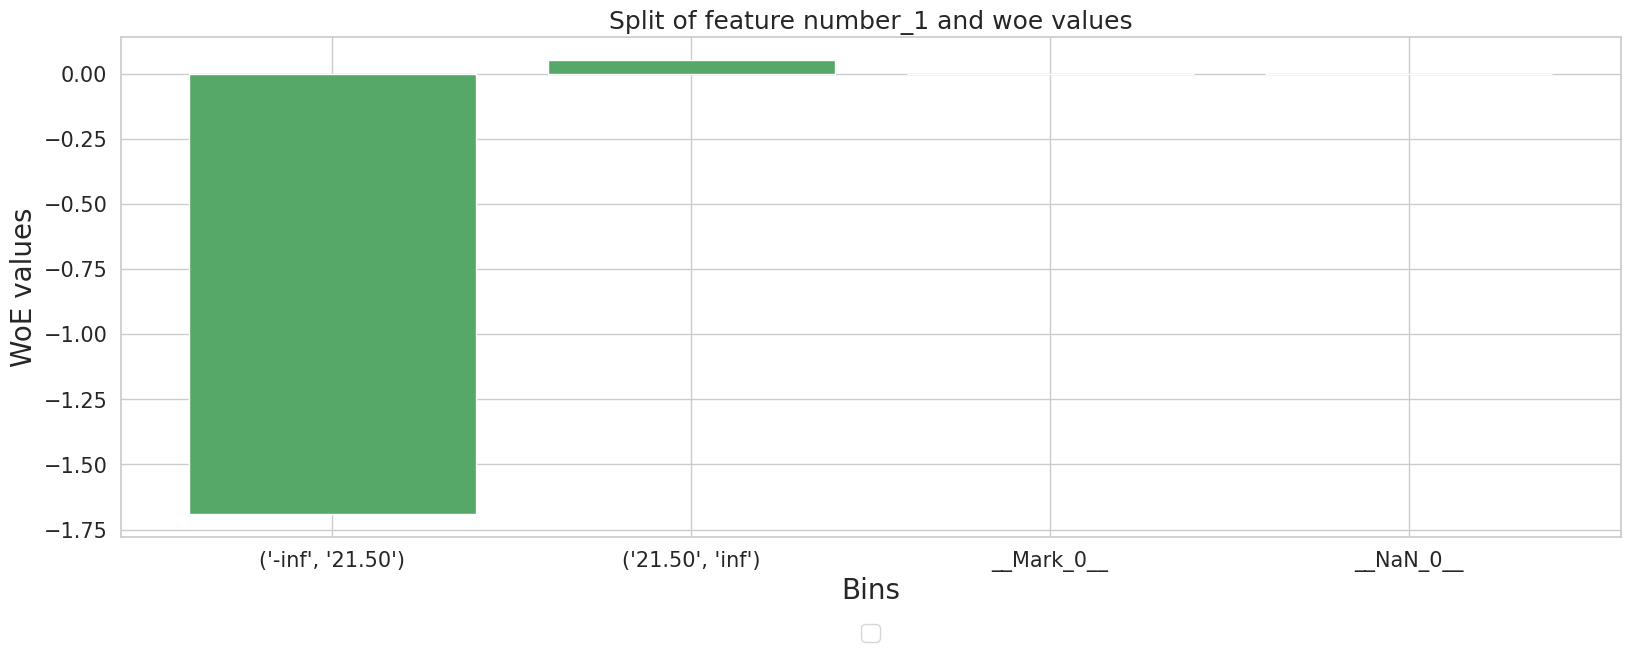 Split of feature number_1 and woe values
WoE values
0.00
−0.25
−0.50
−0.75
−1.00
−1.25
−1.50
−1.75
('-inf', '21.50') ('21.50', 'inf') __Mark_0__ __NaN_0__
Bins